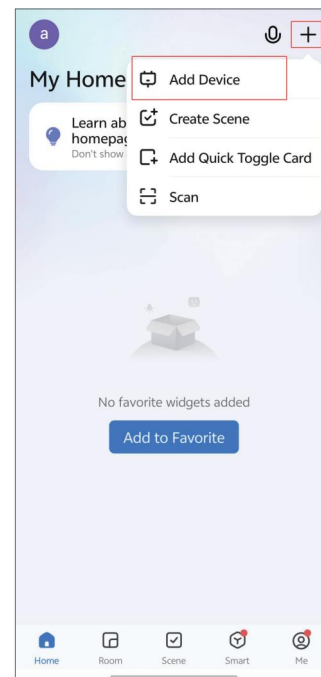 a
My Home
Add Device
Learn ab
homepag
Don't show
Create Scene
Add Quick Toggle Card
Scan
No favorite widgets added
Add to Favorite
Home
Room
Scene
Smart
Me